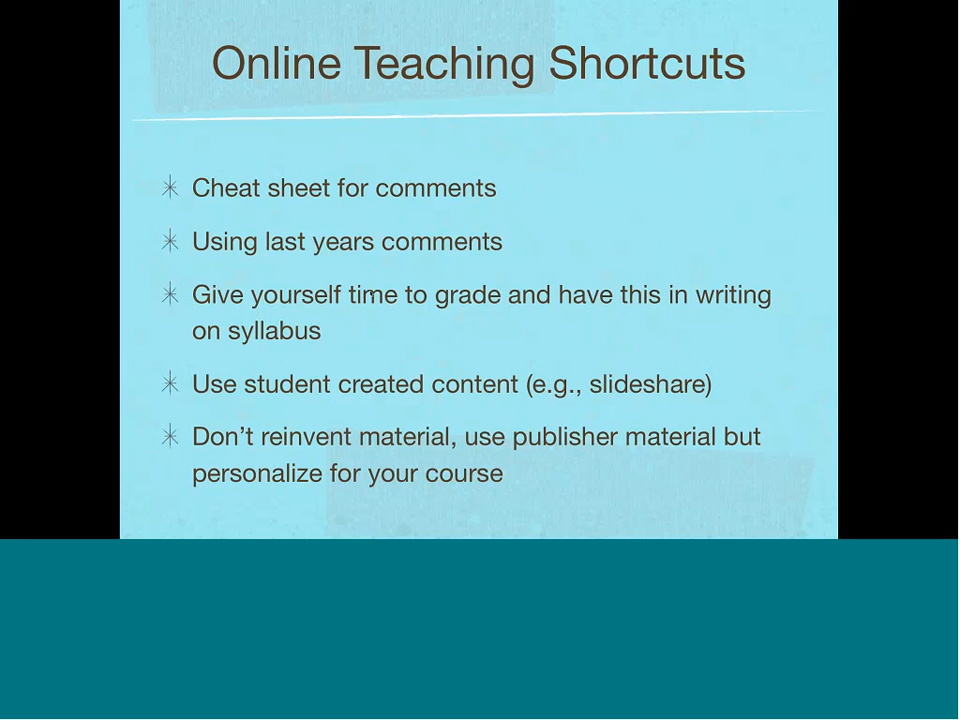 Online Teaching Shortcuts
Cheat sheet for comments
Using last years comments
Give yourself time to grade and have this in writing
on syllabus
Use student created content (e.g., slideshare)
Don’t reinvent material, use publisher material but
personalize for your course